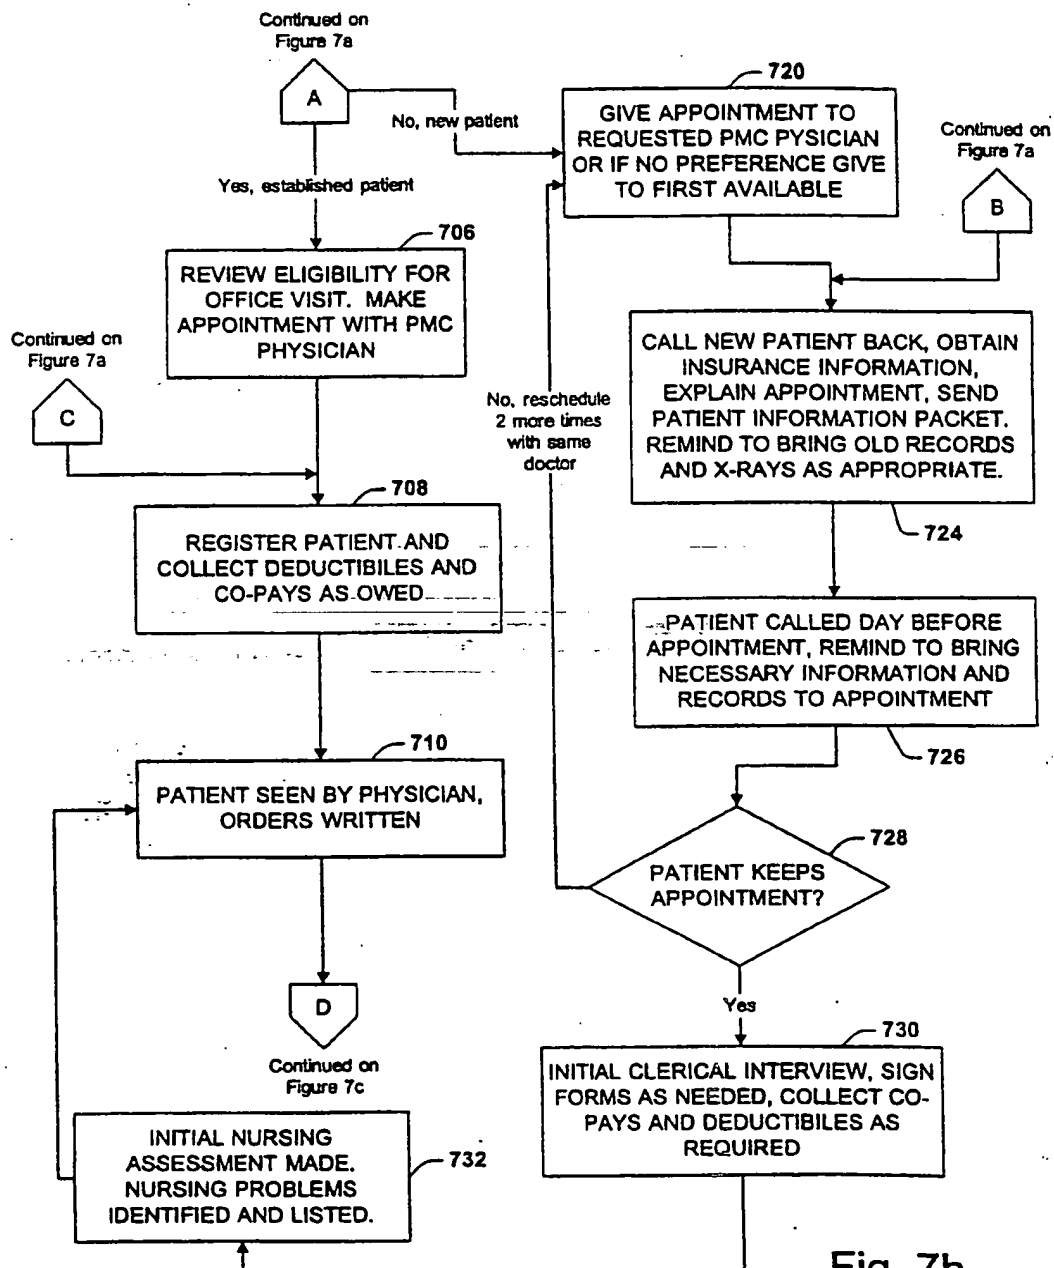 Continued on
Figure 7a
A
No, new patient
Yes, established patient
720
GIVE APPOINTMENT TO
REQUESTED PMC PYSICIAN
OR IF NO PREFERENCE GIVE
TO FIRST AVAILABLE
Continued on
Figure 7a
B
706
REVIEW ELIGIBILITY FOR
OFFICE VISIT. MAKE
APPOINTMENT WITH PMC
PHYSICIAN
Continued on
Figure 7a
C
No, reschedule
2 more times
with same
doctor
CALL NEW PATIENT BACK, OBTAIN
INSURANCE INFORMATION,
EXPLAIN APPOINTMENT, SEND
PATIENT INFORMATION PACKET.
REMIND TO BRING OLD RECORDS
AND X-RAYS AS APPROPRIATE.
724
708
REGISTER PATIENT AND
COLLECT DEDUCTIBILES AND
CO-PAYS AS OWED
PATIENT CALLED DAY BEFORE
APPOINTMENT, REMIND TO BRING
NECESSARY INFORMATION AND
RECORDS TO APPOINTMENT
726
710
PATIENT SEEN BY PHYSICIAN,
ORDERS WRITTEN
728
PATIENT KEEPS
APPOINTMENT?
D
Continued on
Figure 7c
Yes
730
INITIAL CLERICAL INTERVIEW, SIGN
FORMS AS NEEDED, COLLECT CO-
PAYS AND DEDUCTIBILES AS
REQUIRED
INITIAL NURSING
ASSESSMENT MADE.
NURSING PROBLEMS
IDENTIFIED AND LISTED.
732
Fig. 7b